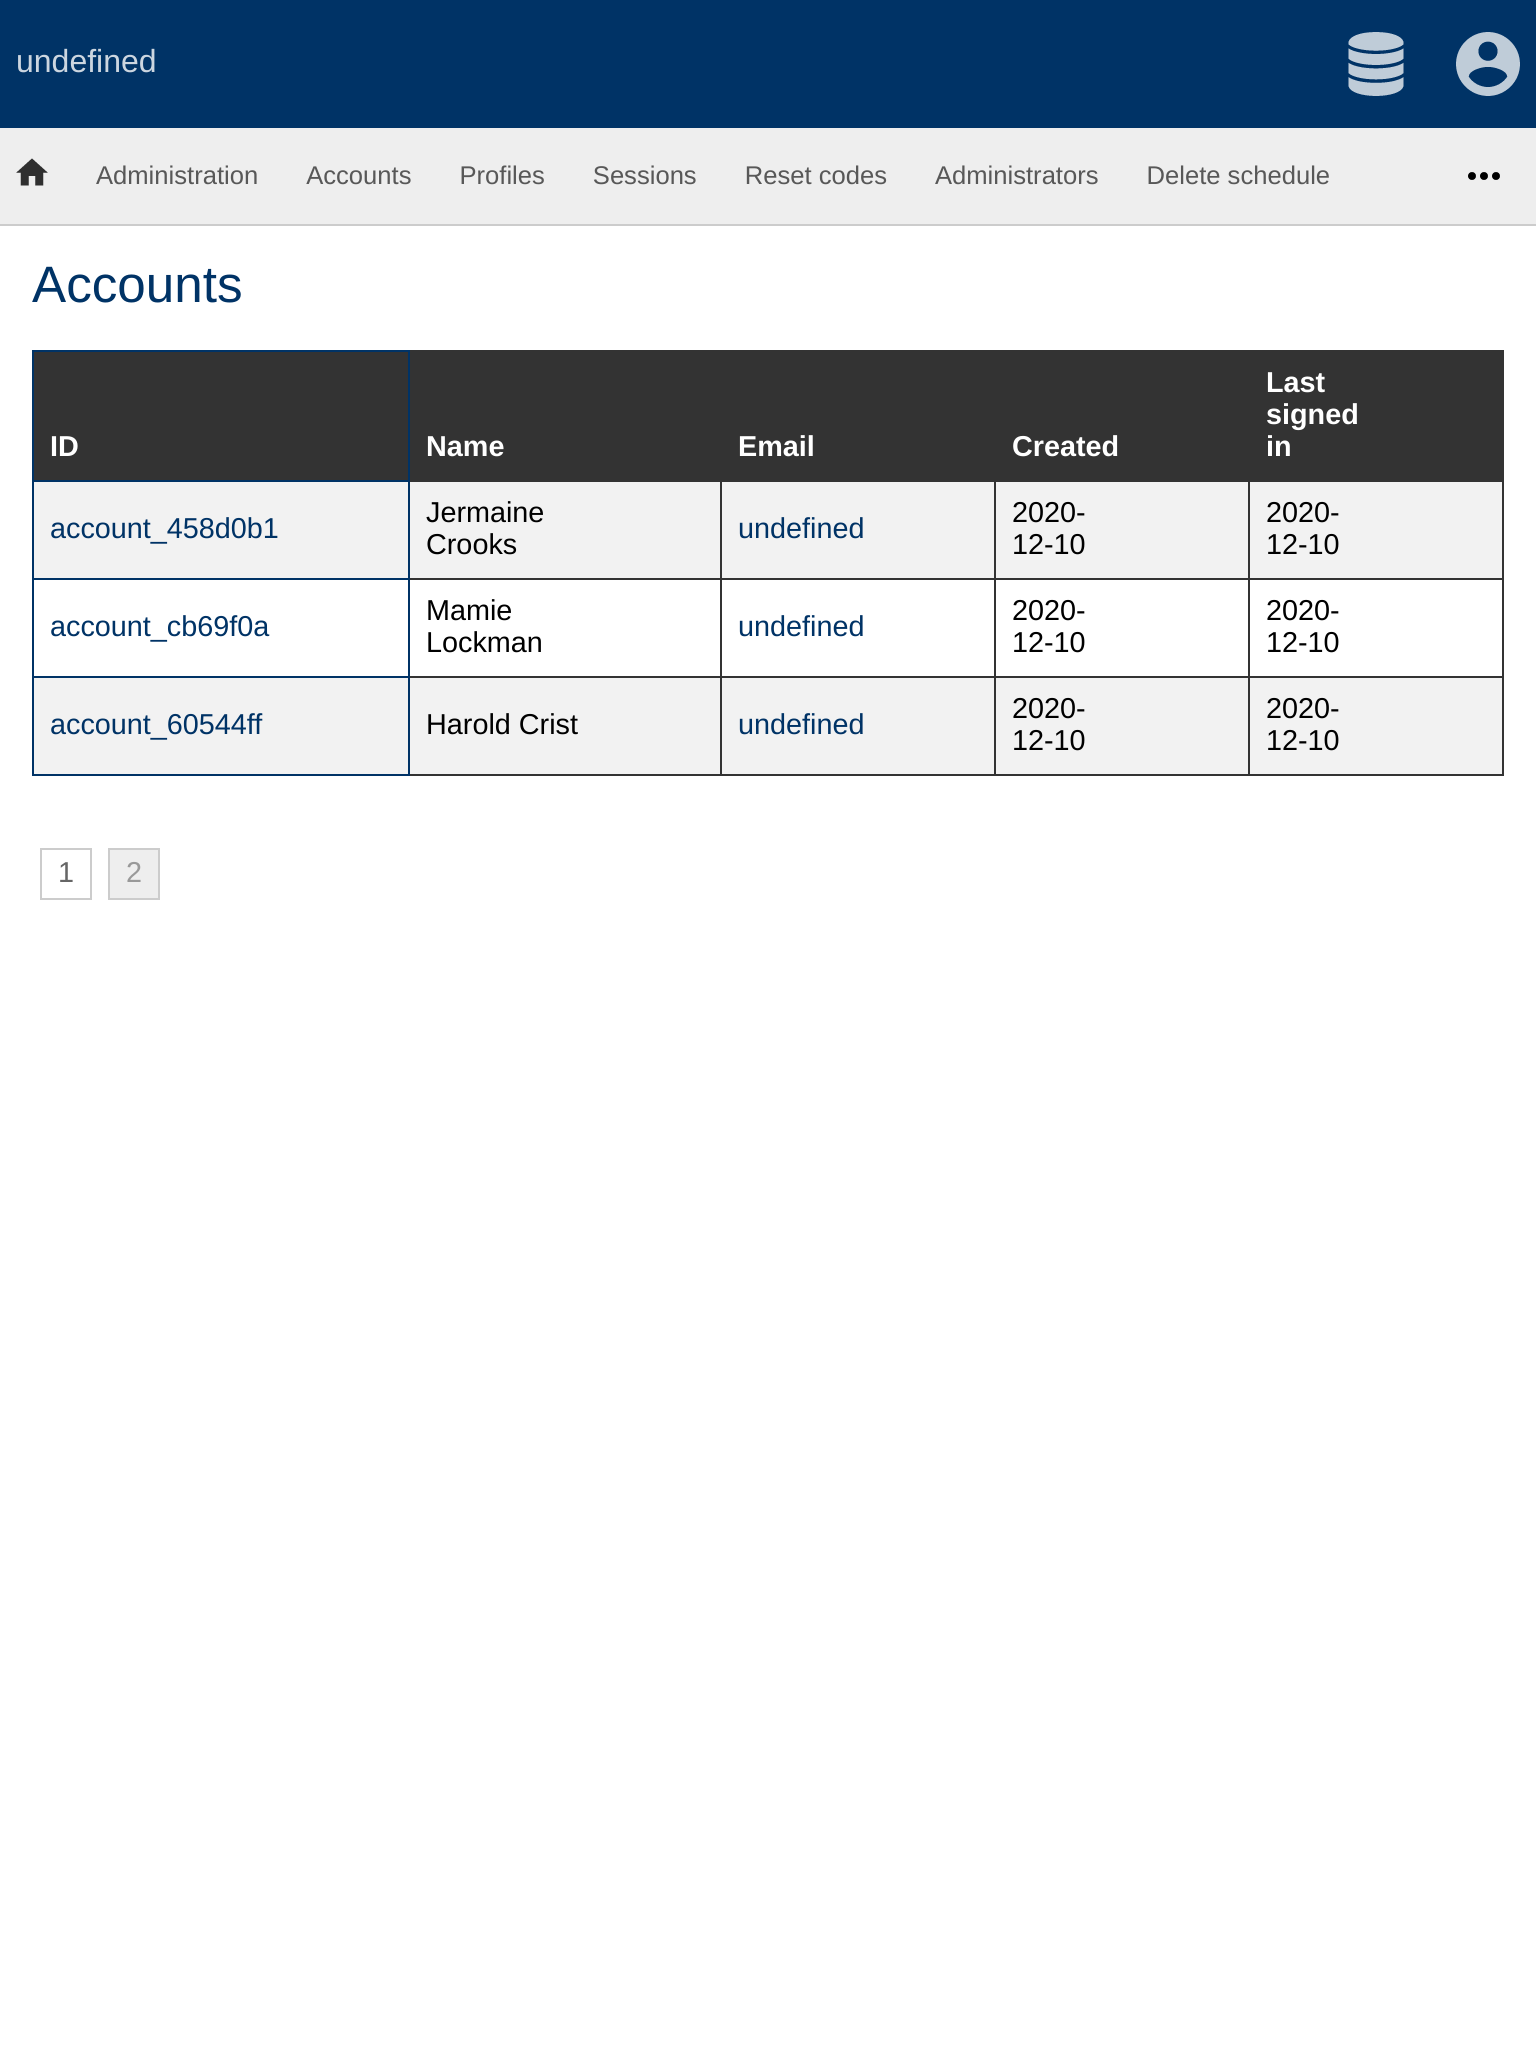 undefined
Administration Accounts Profiles Sessions Reset codes Administrators Delete schedule
Accounts
ID Name Email Created Last signed in
account_458d0b1 Jermaine Crooks undefined 2020-12-10 2020-12-10
account_cb69f0a Mamie Lockman undefined 2020-12-10 2020-12-10
account_60544ff Harold Crist undefined 2020-12-10 2020-12-10
1 2